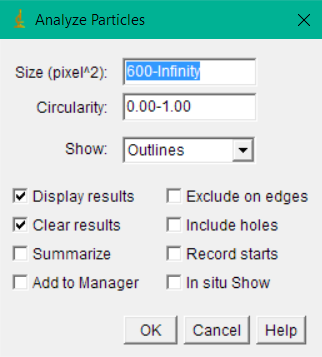 Analyze Particles
Size (pixel^2): 600-Infinity
Circularity: 0.00-1.00
Show: Outlines
Display results Exclude on edges
Clear results Include holes
Summarize Record starts
Add to Manager In situ Show
OK Cancel Help